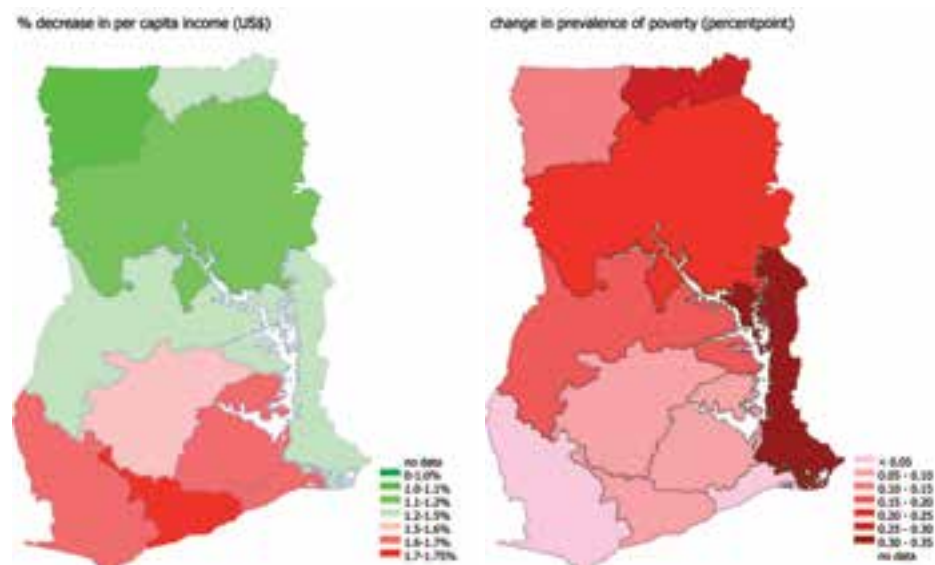 % decrease in per capita income (US$)
change in prevalence of poverty (percentpoint)
no data
0-1.0%
1.0-1.1%
1.1-1.2%
1.2-1.5%
1.5-1.6%
1.6-1.7%
1.7-1.75%
< 0.05
0.05 - 0.10
0.10 - 0.15
0.15 - 0.20
0.20 - 0.25
0.25 - 0.30
0.30 - 0.35
no data